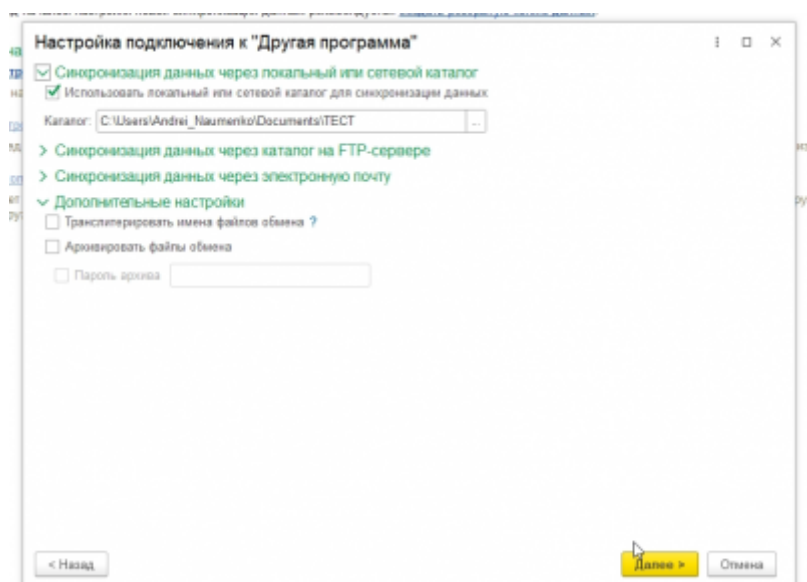 Настройка подключения к "Другая программа"
Синхронизация данных через локальный или сетевой каталог
Использовать локальный или сетевой каталог для синхронизации данных
Каталог: C:\Users\Andrei_Naumenko\Documents\ТЕСТ
...
Синхронизация данных через каталог на FTP-сервере
Синхронизация данных через электронную почту
Дополнительные настройки
Транслитерировать имена файлов обмена ?
Архивировать файлы обмена
Пароль архива
< Назад
Далее >
Отмена